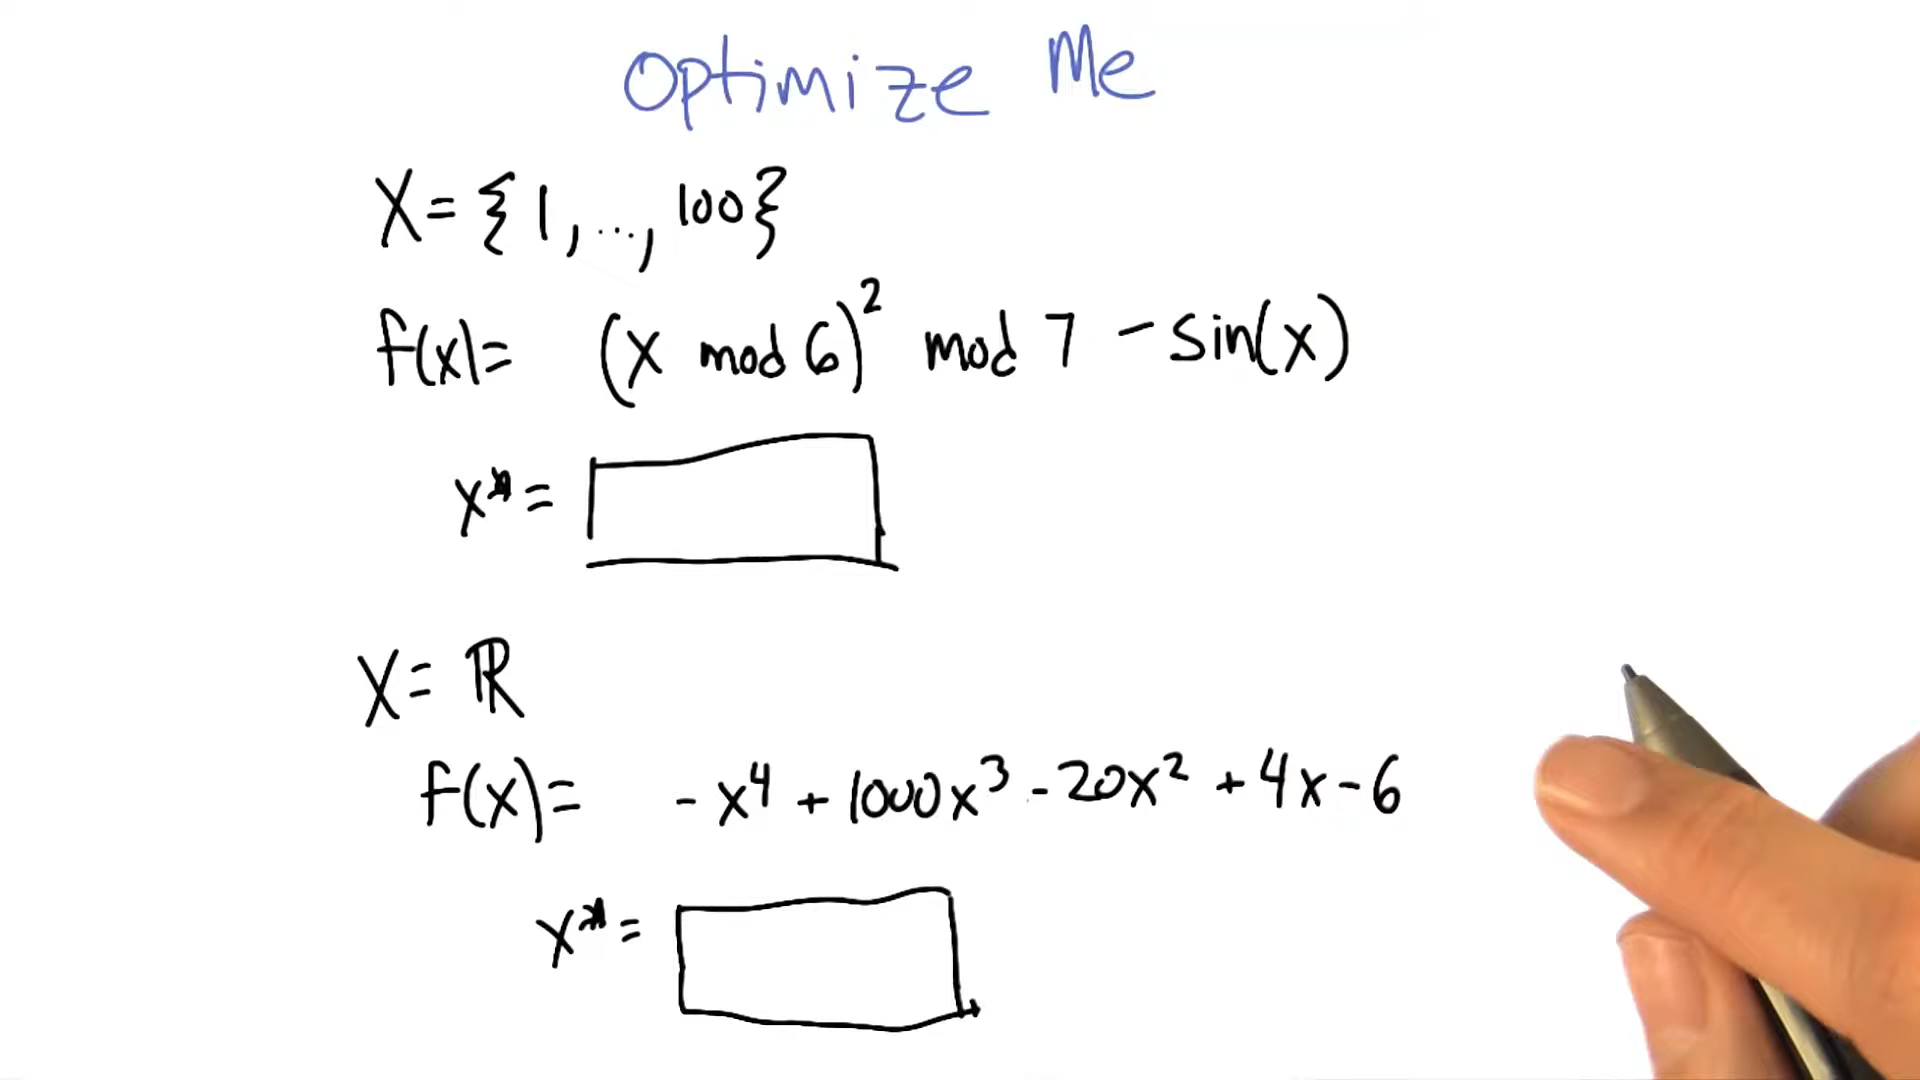 Optimize Me
X = {1, ..., 100}
f(x) = (x mod 6)² mod 7 - sin(x)
x* =
X = ℝ
f(x) = - x⁴ + 1000x³ - 20x² + 4x - 6
x* =